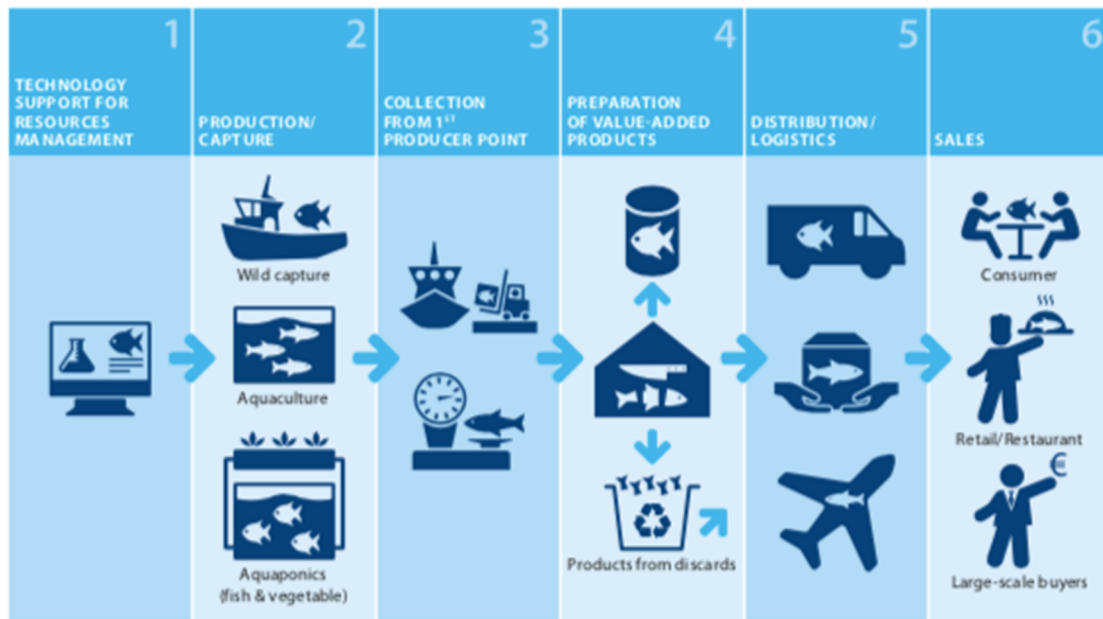 1
TECHNOLOGY
SUPPORT FOR
RESOURCES
MANAGEMENT
2
PRODUCTION/
CAPTURE
Wild capture
Aquaculture
Aquaponics
(fish & vegetable)
3
COLLECTION
FROM 1ST
PRODUCER POINT
4
PREPARATION
OF VALUE-ADDED
PRODUCTS
Products from discards
5
DISTRIBUTION/
LOGISTICS
6
SALES
Consumer
Retail/Restaurant
€
Large-scale buyers